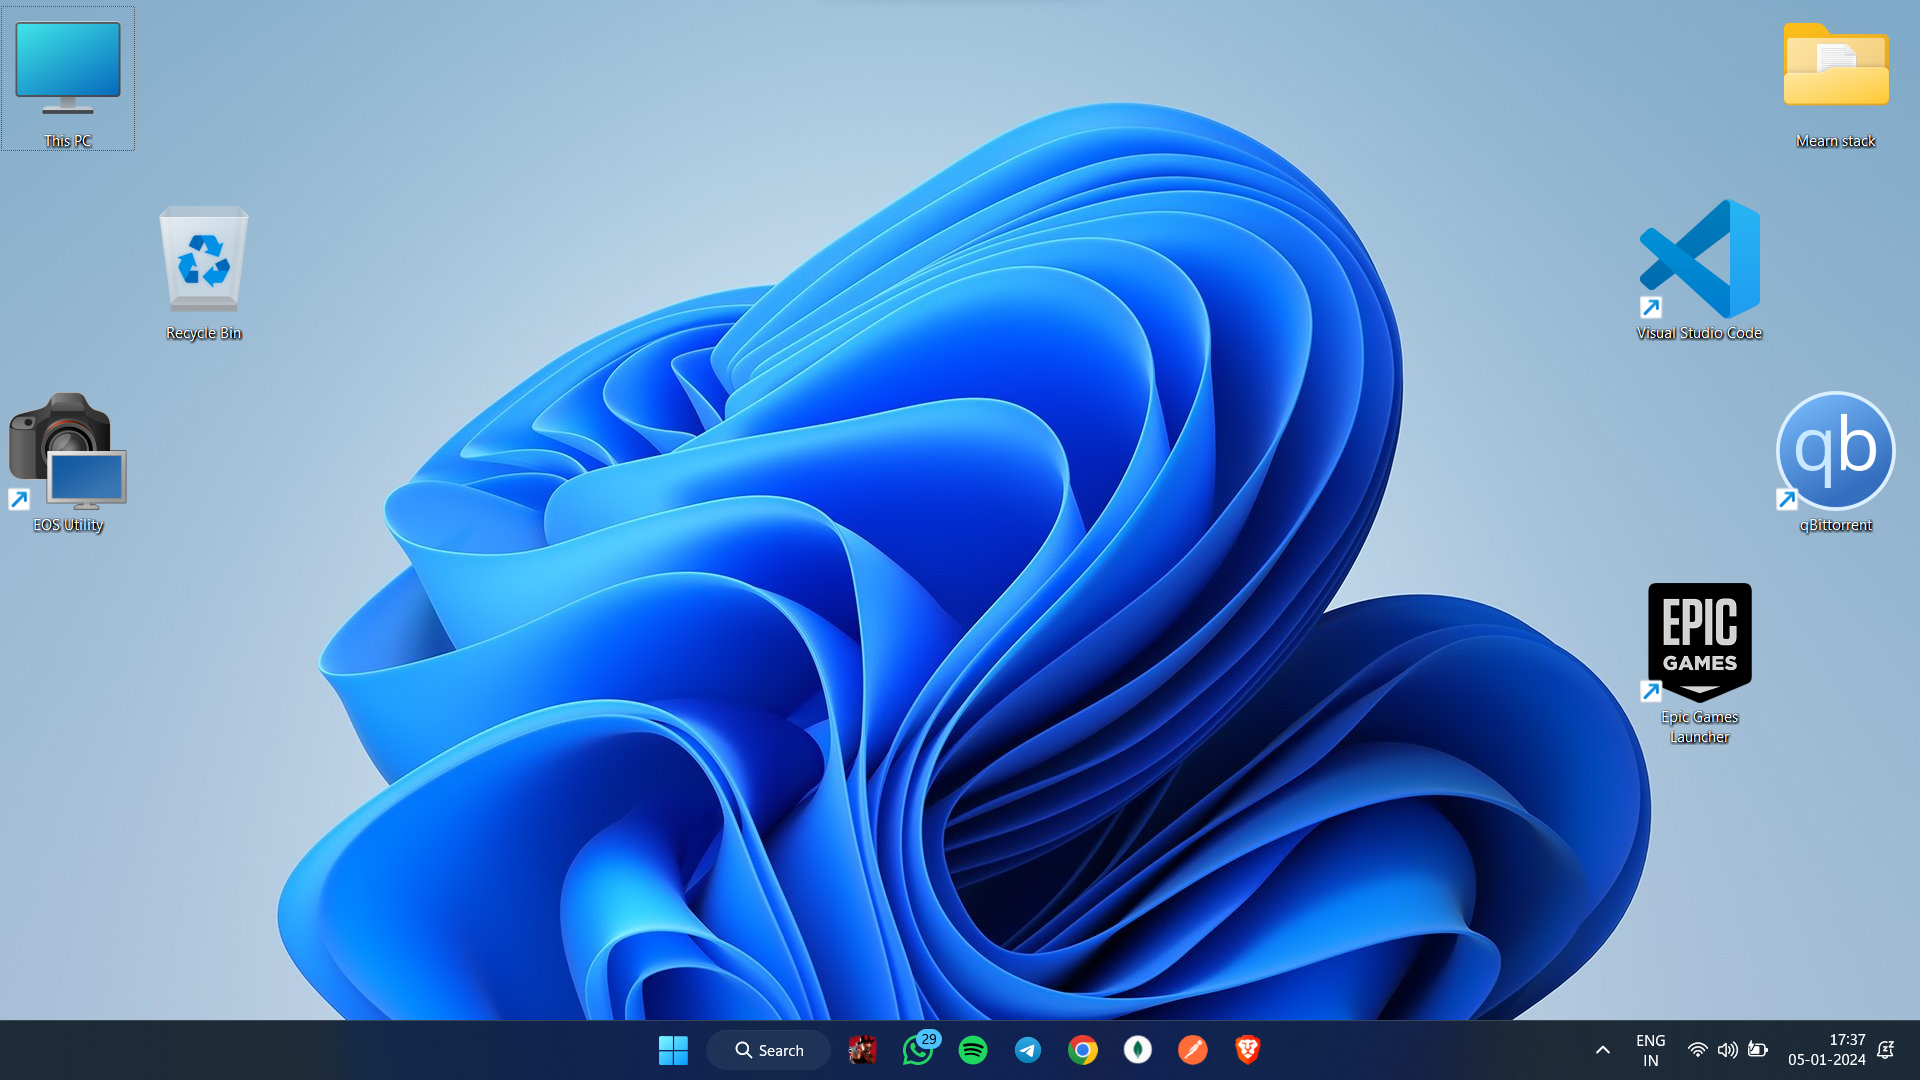 This PC
Mearn stack
Recycle Bin
Visual Studio Code
EOS Utility
qb
qBittorrent
EPIC
GAMES
Epic Games
Launcher
Search
29
ENG
IN
17:37
05-01-2024